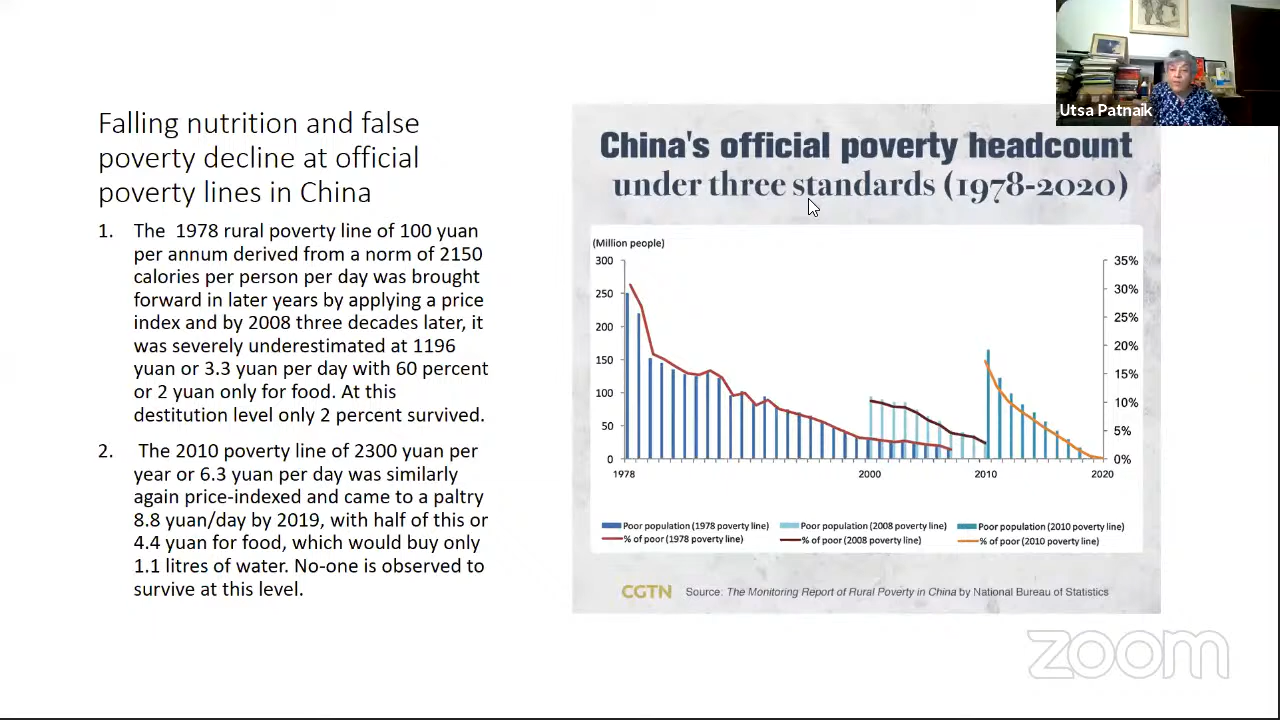 Utsa Patnaik
Falling nutrition and false
poverty decline at official
poverty lines in China
1. The 1978 rural poverty line of 100 yuan
per annum derived from a norm of 2150
calories per person per day was brought
forward in later years by applying a price
index and by 2008 three decades later, it
was severely underestimated at 1196
yuan or 3.3 yuan per day with 60 percent
or 2 yuan only for food. At this
destitution level only 2 percent survived.
2. The 2010 poverty line of 2300 yuan per
year or 6.3 yuan per day was similarly
again price-indexed and came to a paltry
8.8 yuan/day by 2019, with half of this or
4.4 yuan for food, which would buy only
1.1 litres of water. No-one is observed to
survive at this level.
China's official poverty headcount
under three standards (1978-2020)
(Million people)
300 35%
250 30%
200 25%
150 20%
100 15%
50 10%
0 5%
0%
1978 2000 2010 2020
Poor population (1978 poverty line) Poor population (2008 poverty line) Poor population (2010 poverty line)
% of poor (1978 poverty line) % of poor (2008 poverty line) % of poor (2010 poverty line)
CGTN Source: The Monitoring Report of Rural Poverty in China by National Bureau of Statistics
zoom